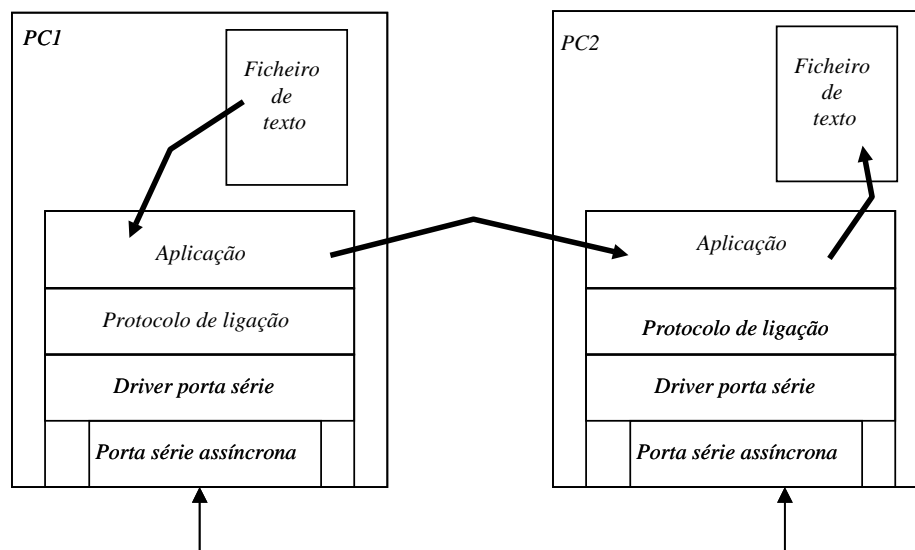 PC1
Ficheiro
de
texto
Aplicação
Protocolo de ligação
Driver porta série
Porta série assíncrona
PC2
Ficheiro
de
texto
Aplicação
Protocolo de ligação
Driver porta série
Porta série assíncrona